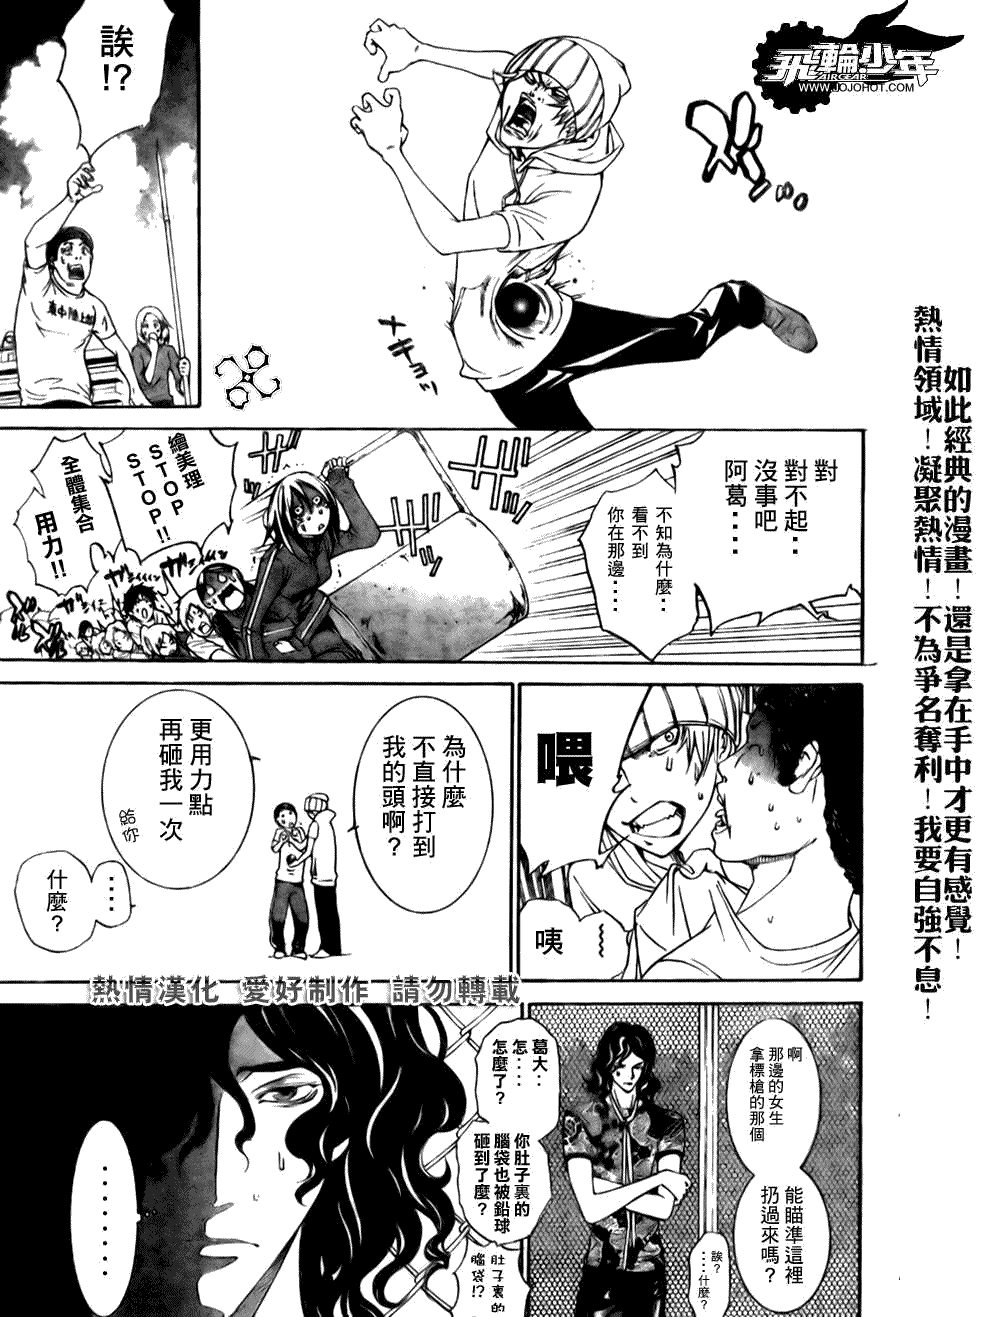 飛輪少年
AIRGEAR
WWW.JOJOHOT.COM
誒!?
メキョッ
對
對不起‥
沒事吧
阿葛‥‥
不知為什麼‥
看不到
你在那邊‥‥
繪美理
STOP
STOP!!
全體集合
用力!!
喂
咦
為什麼
不直接打到
我的頭啊?
更用力點
再砸我一次
給你
‥‥
什麼?
啊
那邊的女生
拿標槍的那個
能瞄準這裡
扔過來嗎?
誒?
‥‥什麼?
葛大‥
怎‥‥
怎麼了?
你肚子裏的
腦袋也被鉛球
砸到了麼?
肚子裏的
腦袋!?
‥‥‥‥
熱情漢化 愛好制作 請勿轉載
如此經典的漫畫!還是拿在手中才更有感覺!
熱情領域!凝聚熱情!不為爭名奪利!我要自強不息!